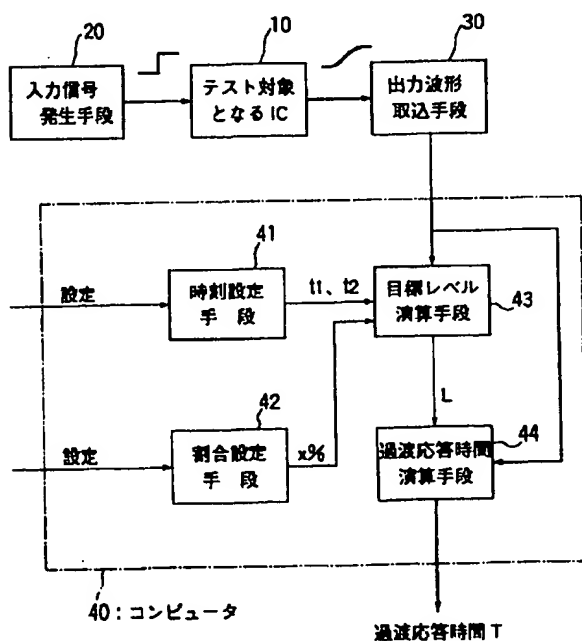 20
10
30
入力信号
発生手段
テスト対象
となるIC
出力波形
取込手段
41
設定
時刻設定
手 段
t1、t2
目標レベル
演算手段
43
42
L
44
設定
割合設定
手 段
x%
過渡応答時間
演算手段
40:コンピュータ
過渡応答時間T